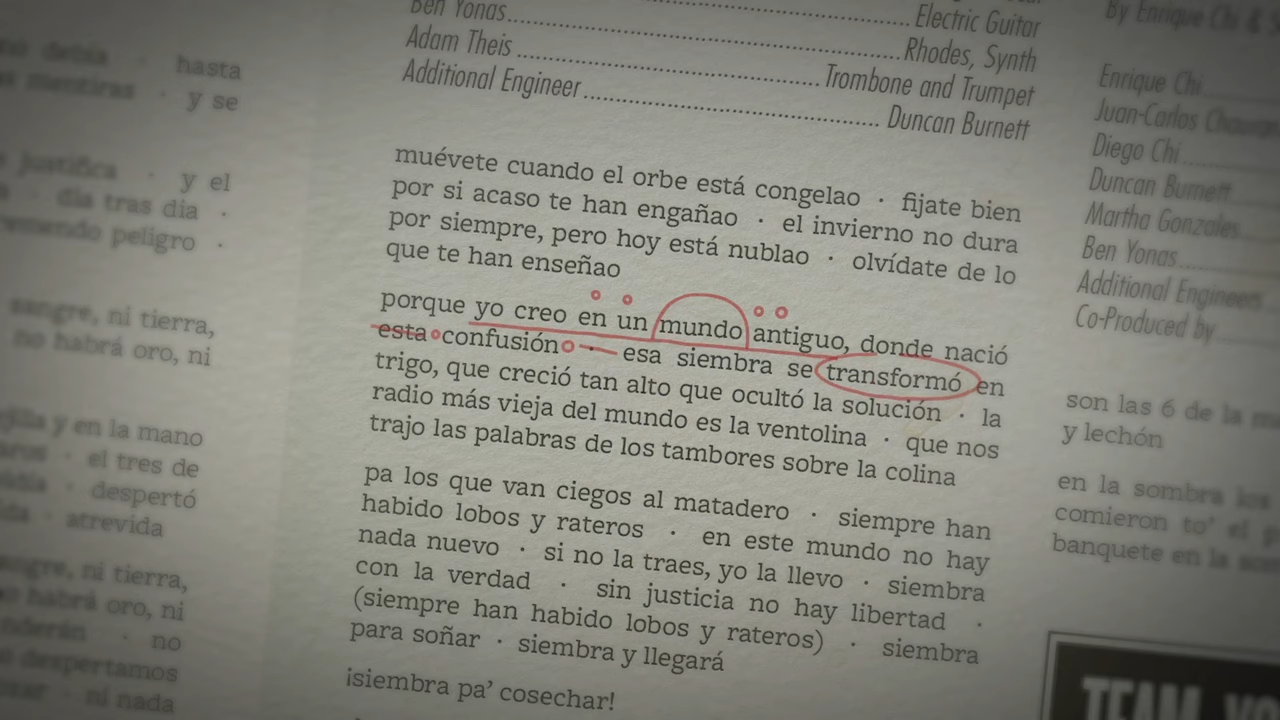 no debía · hasta
mentiras · y se
justifica · y el
· día tras día ·
tremendo peligro ·
sangre, ni tierra,
no habrá oro, ni
y en la mano
· el tres de
· despertó
· atrevida
ni tierra,
habrá oro, ni
· no
despertamos
· ni nada
Electric Guitar
Ben Yonas Rhodes, Synth
Adam Theis Trombone and Trumpet
Additional Engineer Duncan Burnett
muévete cuando el orbe está congelao · fijate bien
por si acaso te han engañao · el invierno no dura
por siempre, pero hoy está nublao · olvídate de lo
que te han enseñao
porque yo creo en un mundo antiguo, donde nació
esta confusión · esa siembra se transformó en
trigo, que creció tan alto que ocultó la solución · la
radio más vieja del mundo es la ventolina · que nos
trajo las palabras de los tambores sobre la colina
pa los que van ciegos al matadero · siempre han
habido lobos y rateros · en este mundo no hay
nada nuevo · si no la traes, yo la llevo · siembra
con la verdad · sin justicia no hay libertad ·
(siempre han habido lobos y rateros) · siembra
para soñar · siembra y llegará
¡siembra pa' cosechar!
By Enrique Chi &
Enrique Chi
Juan-Carlos
Diego Chi
Duncan Burnett
Martha Gonzales
Ben Yonas
Additional Engineer
Co-Produced by
son las 6 de la
y lechón
en la sombra los
comieron to' el
banquete en la
TEAM